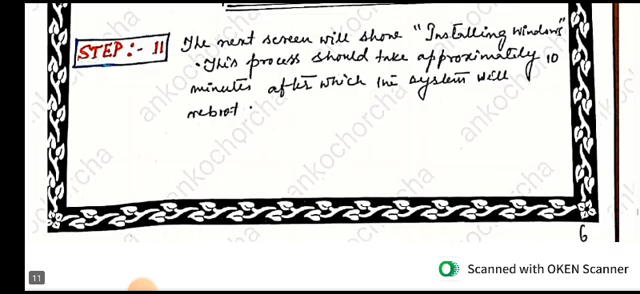 STEP:- 11
The next screen will show "Installing Windows"
. This process should take approximately 10
minutes after which the system will
reboot .
6
11
Scanned with OKEN Scanner
ankochorcha